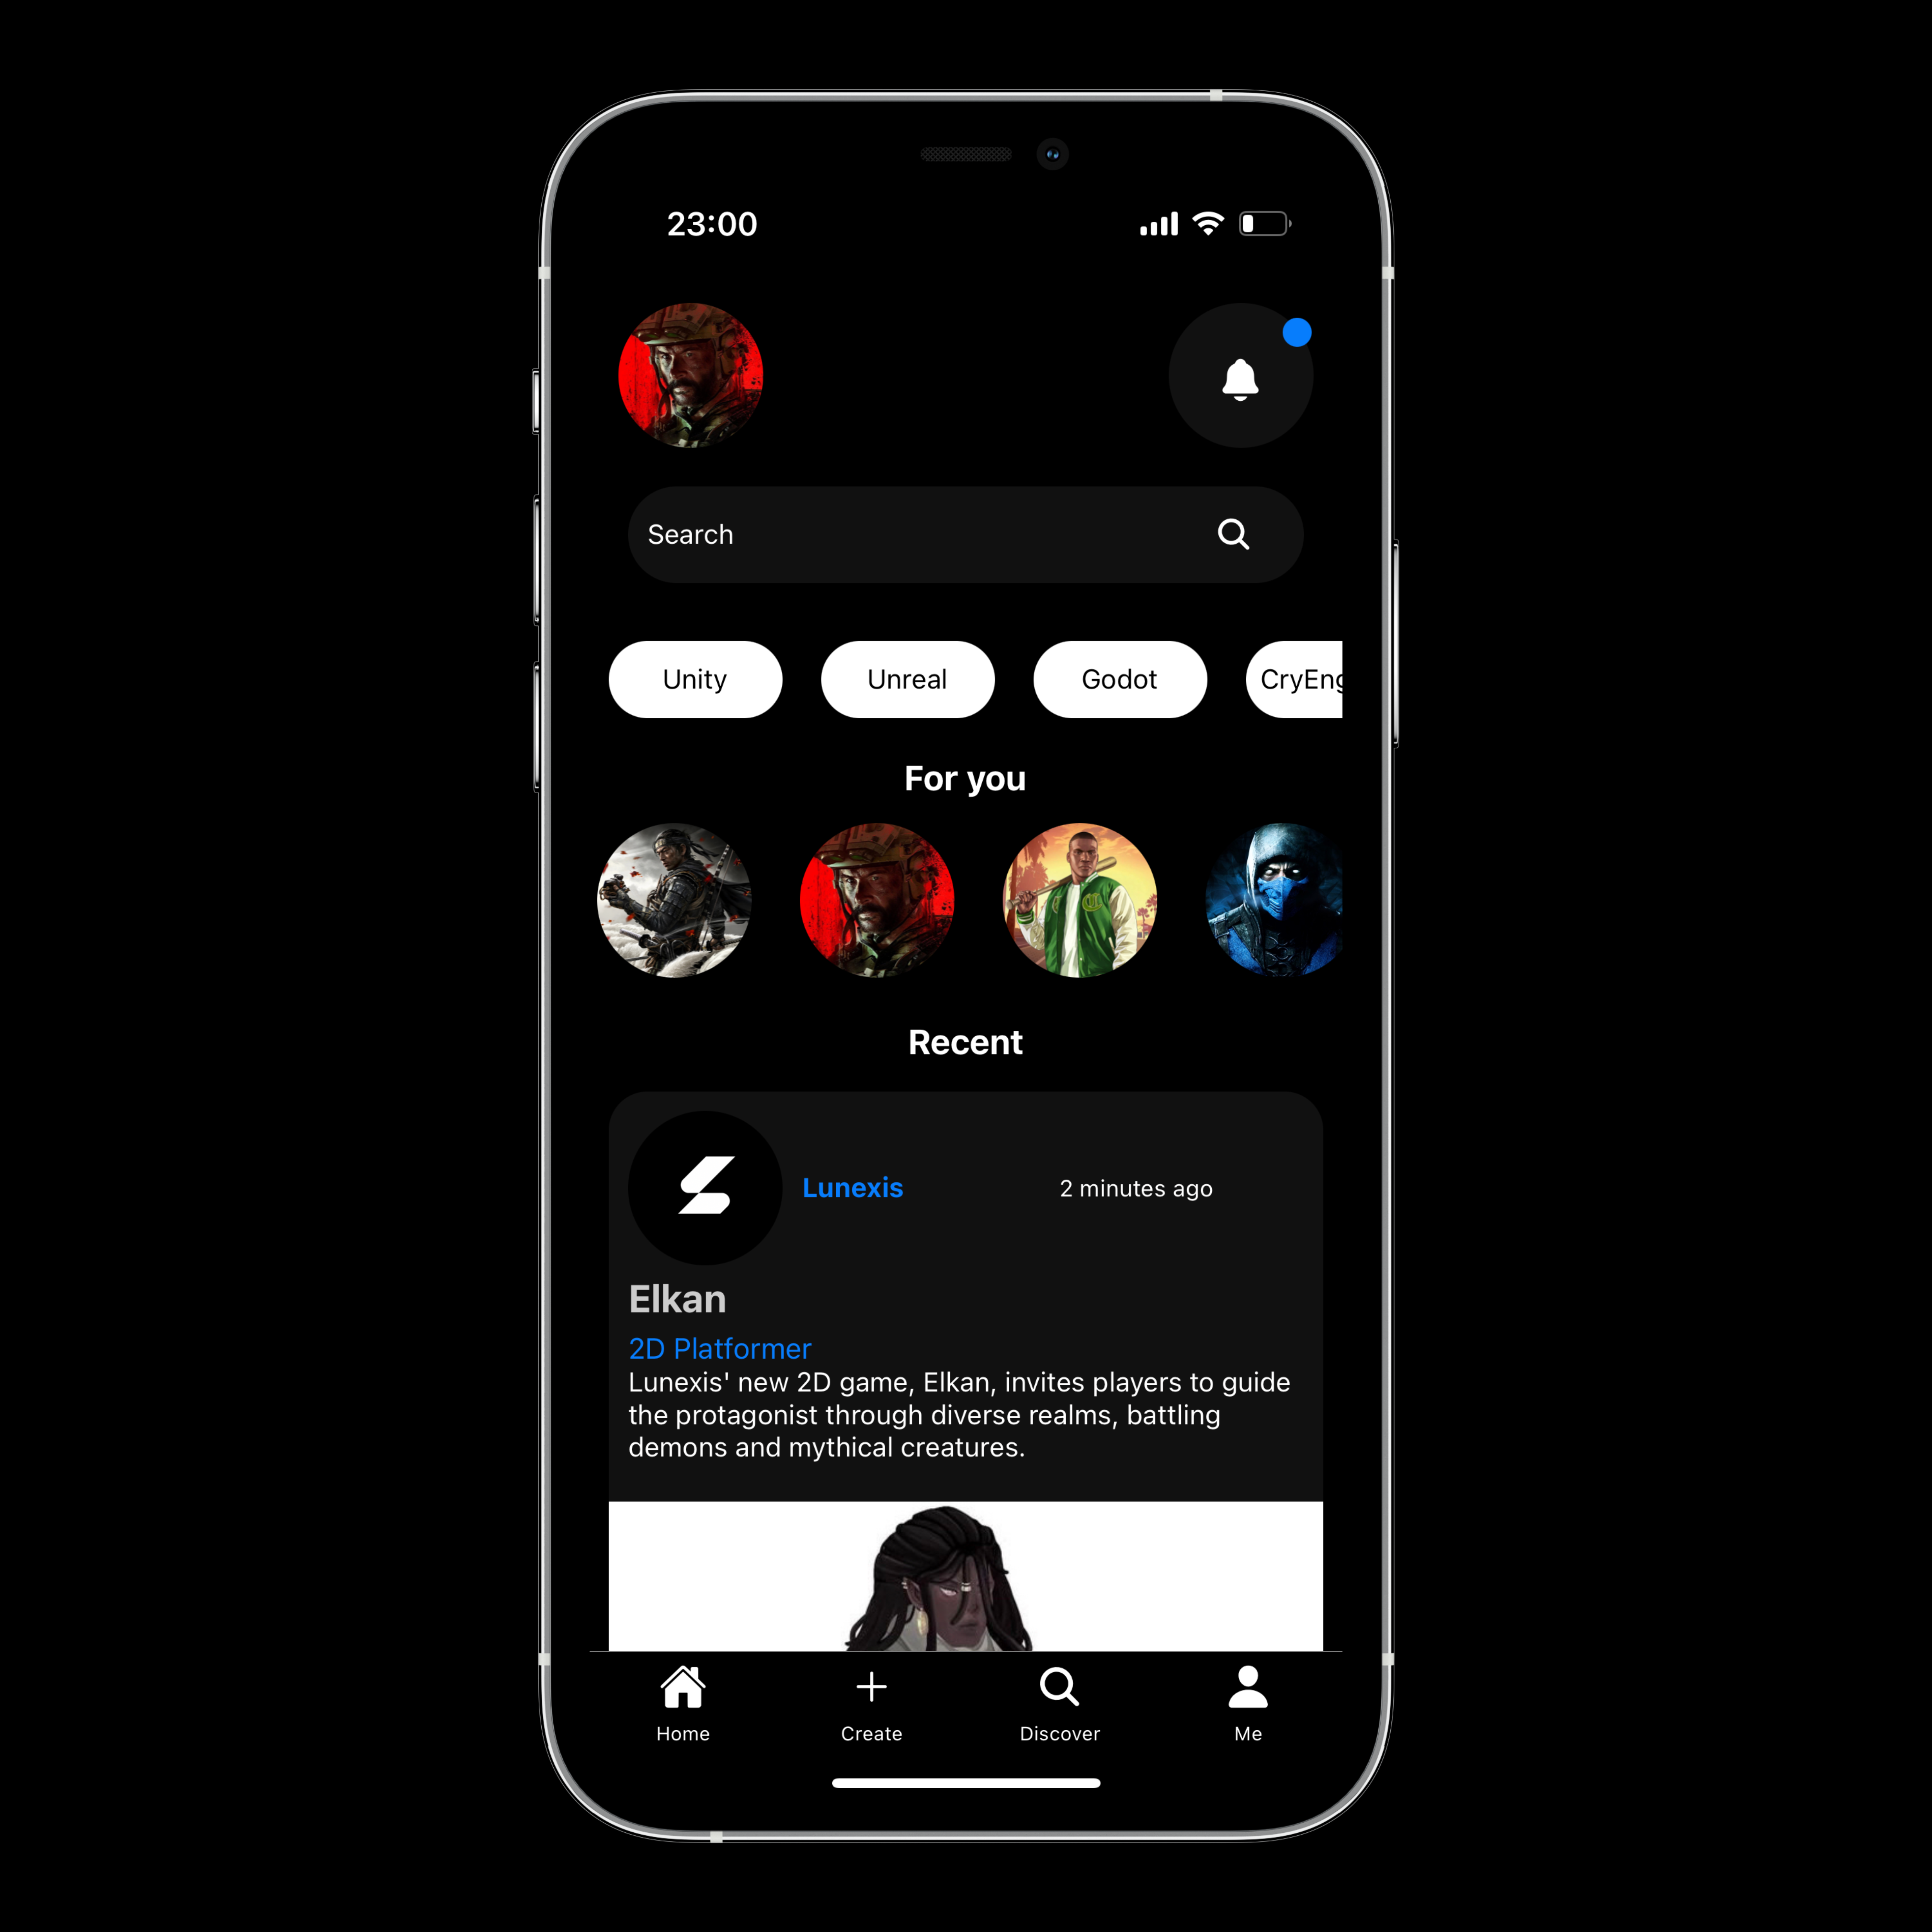 23:00
Search
Unity
Unreal
Godot
CryEng
For you
Recent
Lunexis
2 minutes ago
Elkan
2D Platformer
Lunexis' new 2D game, Elkan, invites players to guide
the protagonist through diverse realms, battling
demons and mythical creatures.
Home
Create
Discover
Me